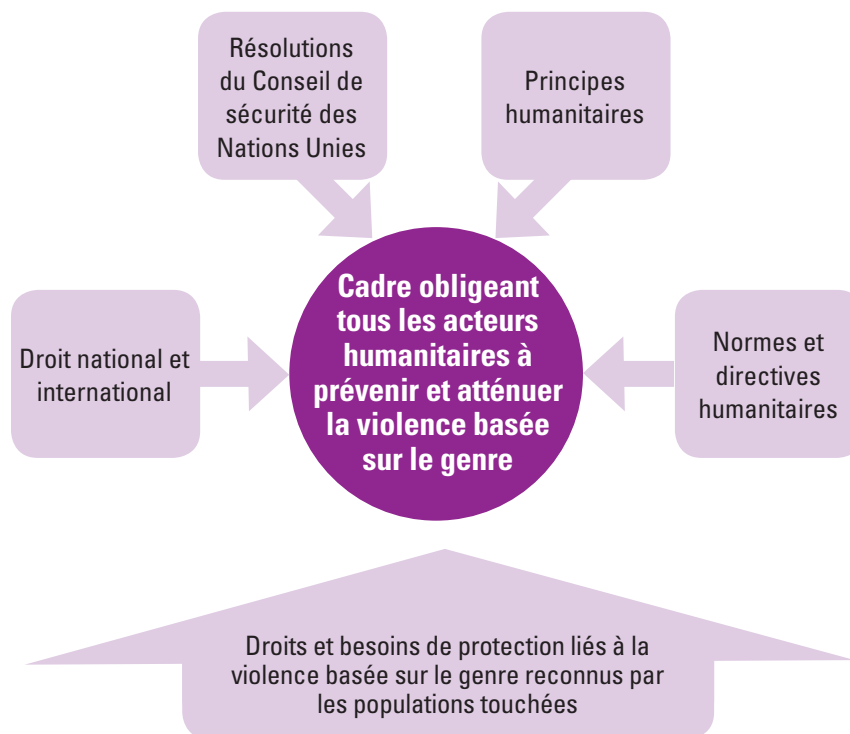 Résolutions
du Conseil de
sécurité des
Nations Unies
Principes
humanitaires
Droit national et
international
Cadre obligeant
tous les acteurs
humanitaires à
prévenir et atténuer
la violence basée
sur le genre
Normes et
directives
humanitaires
Droits et besoins de protection liés à la
violence basée sur le genre reconnus par
les populations touchées